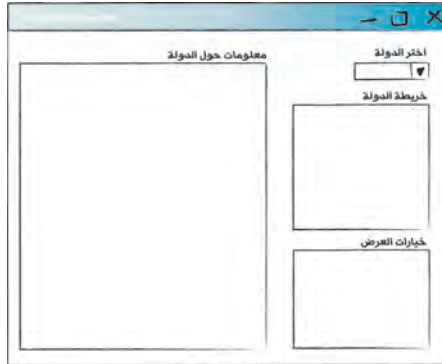 اختر الدولة
معلومات حول الدولة
خريطة الدولة
خيارات العرض